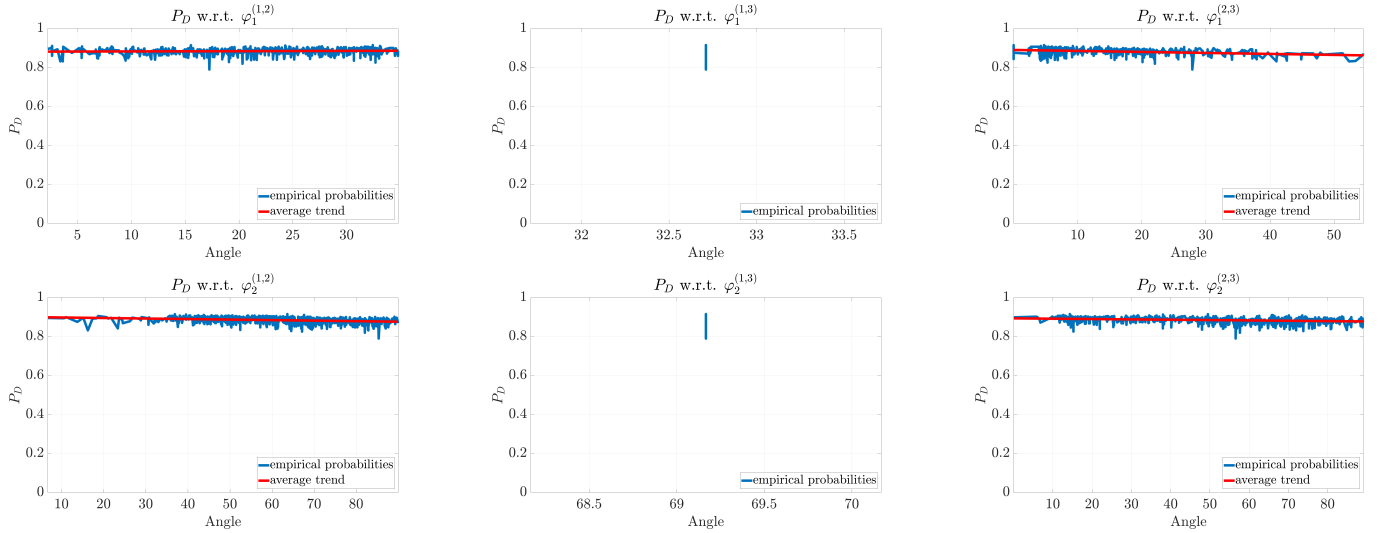 P_D w.r.t. φ_1^(1,2)
1
0.8
0.6
0.4
0.2
0
P_D
5 10 15 20 25 30
Angle
empirical probabilities
average trend
P_D w.r.t. φ_1^(1,3)
1
0.8
0.6
0.4
0.2
0
P_D
32 32.5 33 33.5
Angle
empirical probabilities
P_D w.r.t. φ_1^(2,3)
1
0.8
0.6
0.4
0.2
0
P_D
10 20 30 40 50
Angle
empirical probabilities
average trend
P_D w.r.t. φ_2^(1,2)
1
0.8
0.6
0.4
0.2
0
P_D
10 20 30 40 50 60 70 80
Angle
empirical probabilities
average trend
P_D w.r.t. φ_2^(1,3)
1
0.8
0.6
0.4
0.2
0
P_D
68.5 69 69.5 70
Angle
empirical probabilities
P_D w.r.t. φ_2^(2,3)
1
0.8
0.6
0.4
0.2
0
P_D
10 20 30 40 50 60 70 80
Angle
empirical probabilities
average trend